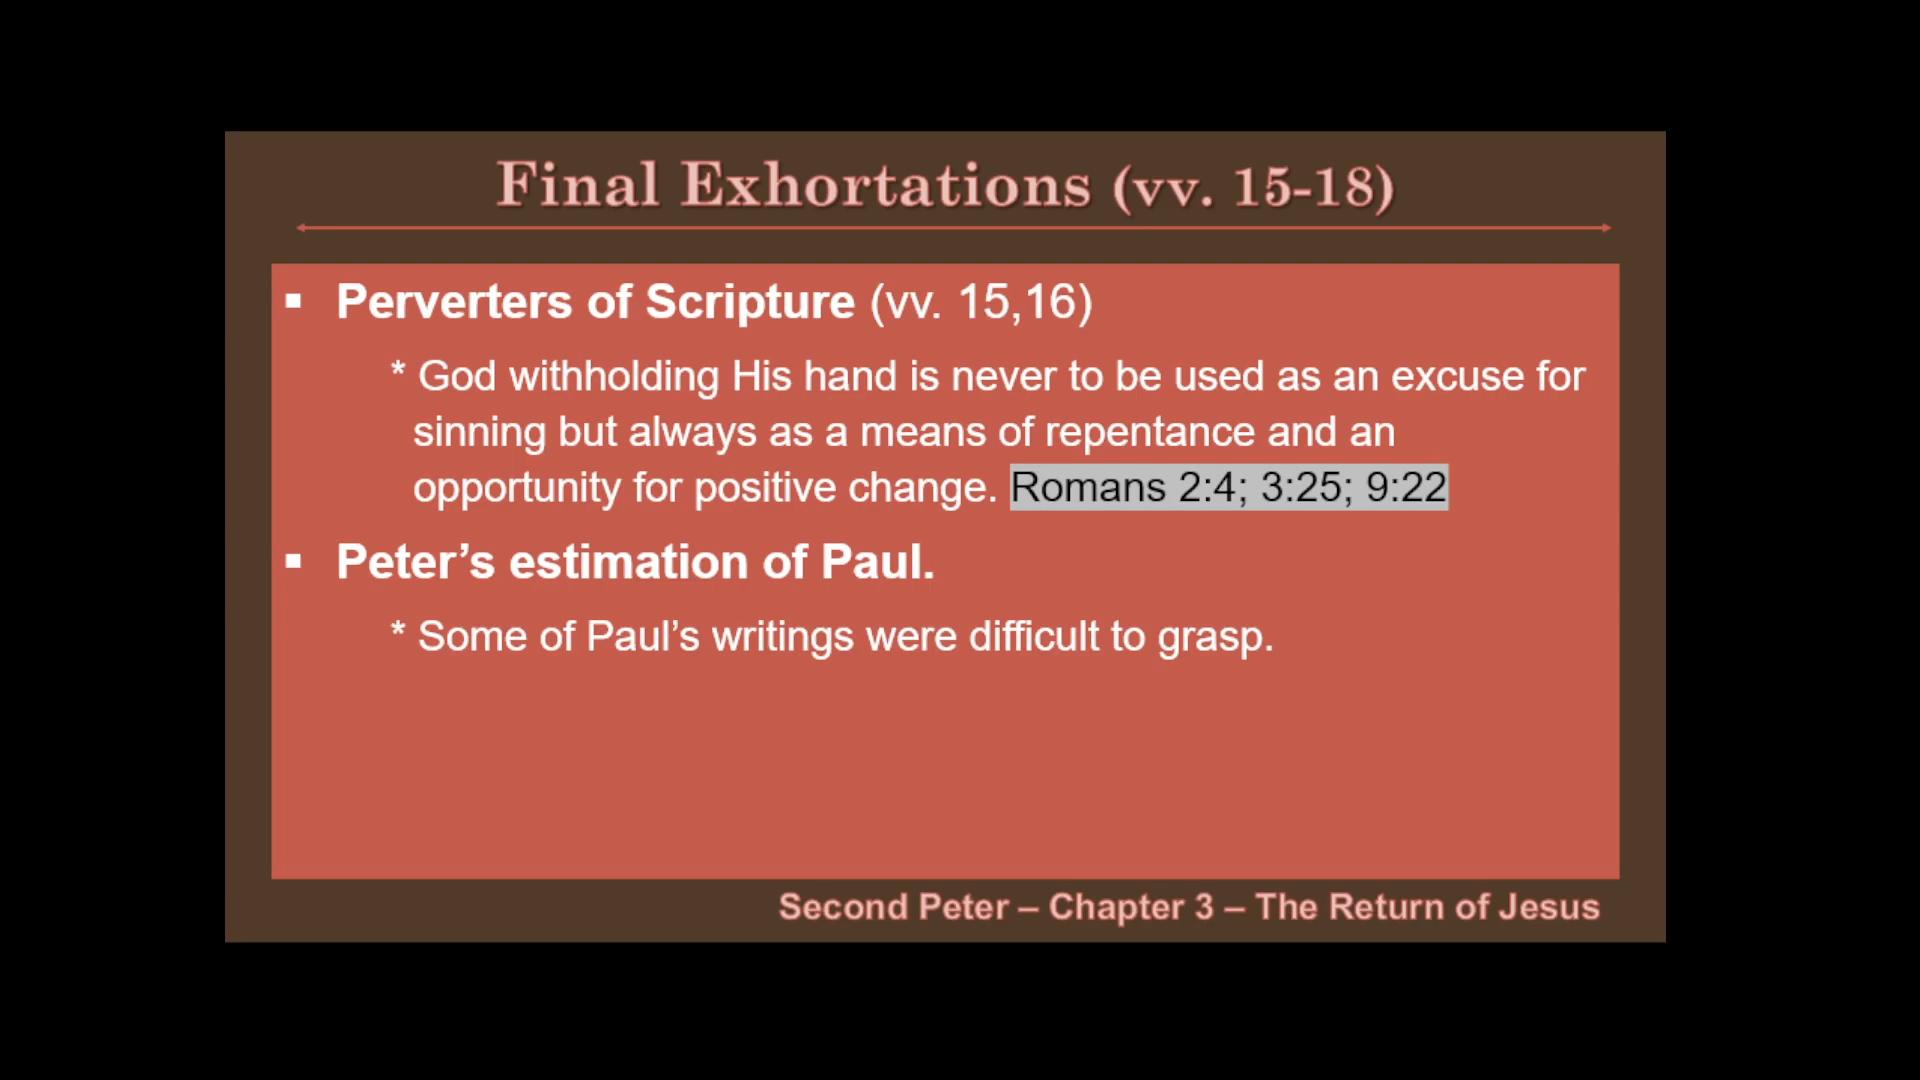 Final Exhortations (vv. 15-18)
▪ Perverters of Scripture (vv. 15,16)
* God withholding His hand is never to be used as an excuse for
sinning but always as a means of repentance and an
opportunity for positive change. Romans 2:4; 3:25; 9:22
▪ Peter’s estimation of Paul.
* Some of Paul’s writings were difficult to grasp.
Second Peter – Chapter 3 – The Return of Jesus